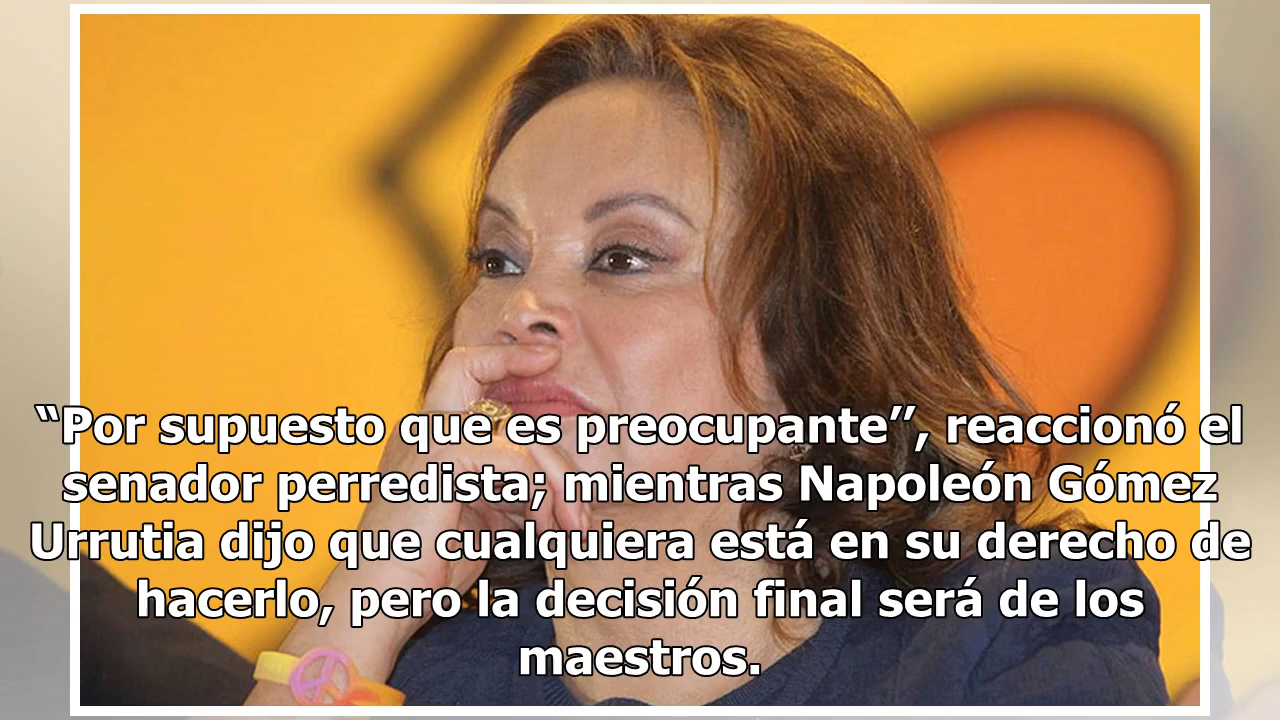 “Por supuesto que es preocupante”, reaccionó el
senador perredista; mientras Napoleón Gómez
Urrutia dijo que cualquiera está en su derecho de
hacerlo, pero la decisión final será de los
maestros.